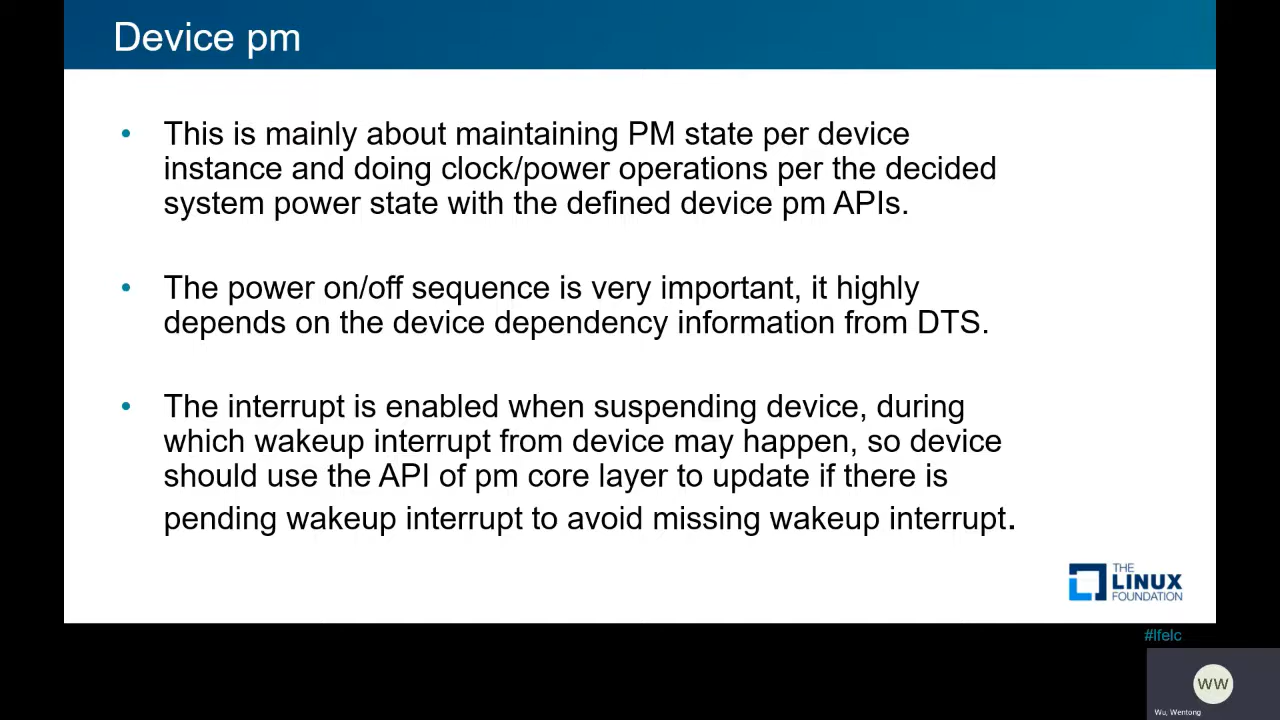 Device pm
• This is mainly about maintaining PM state per device
instance and doing clock/power operations per the decided
system power state with the defined device pm APIs.
• The power on/off sequence is very important, it highly
depends on the device dependency information from DTS.
• The interrupt is enabled when suspending device, during
which wakeup interrupt from device may happen, so device
should use the API of pm core layer to update if there is
pending wakeup interrupt to avoid missing wakeup interrupt.
THE
LINUX
FOUNDATION
#lfelc
WW
Wu, Wentong